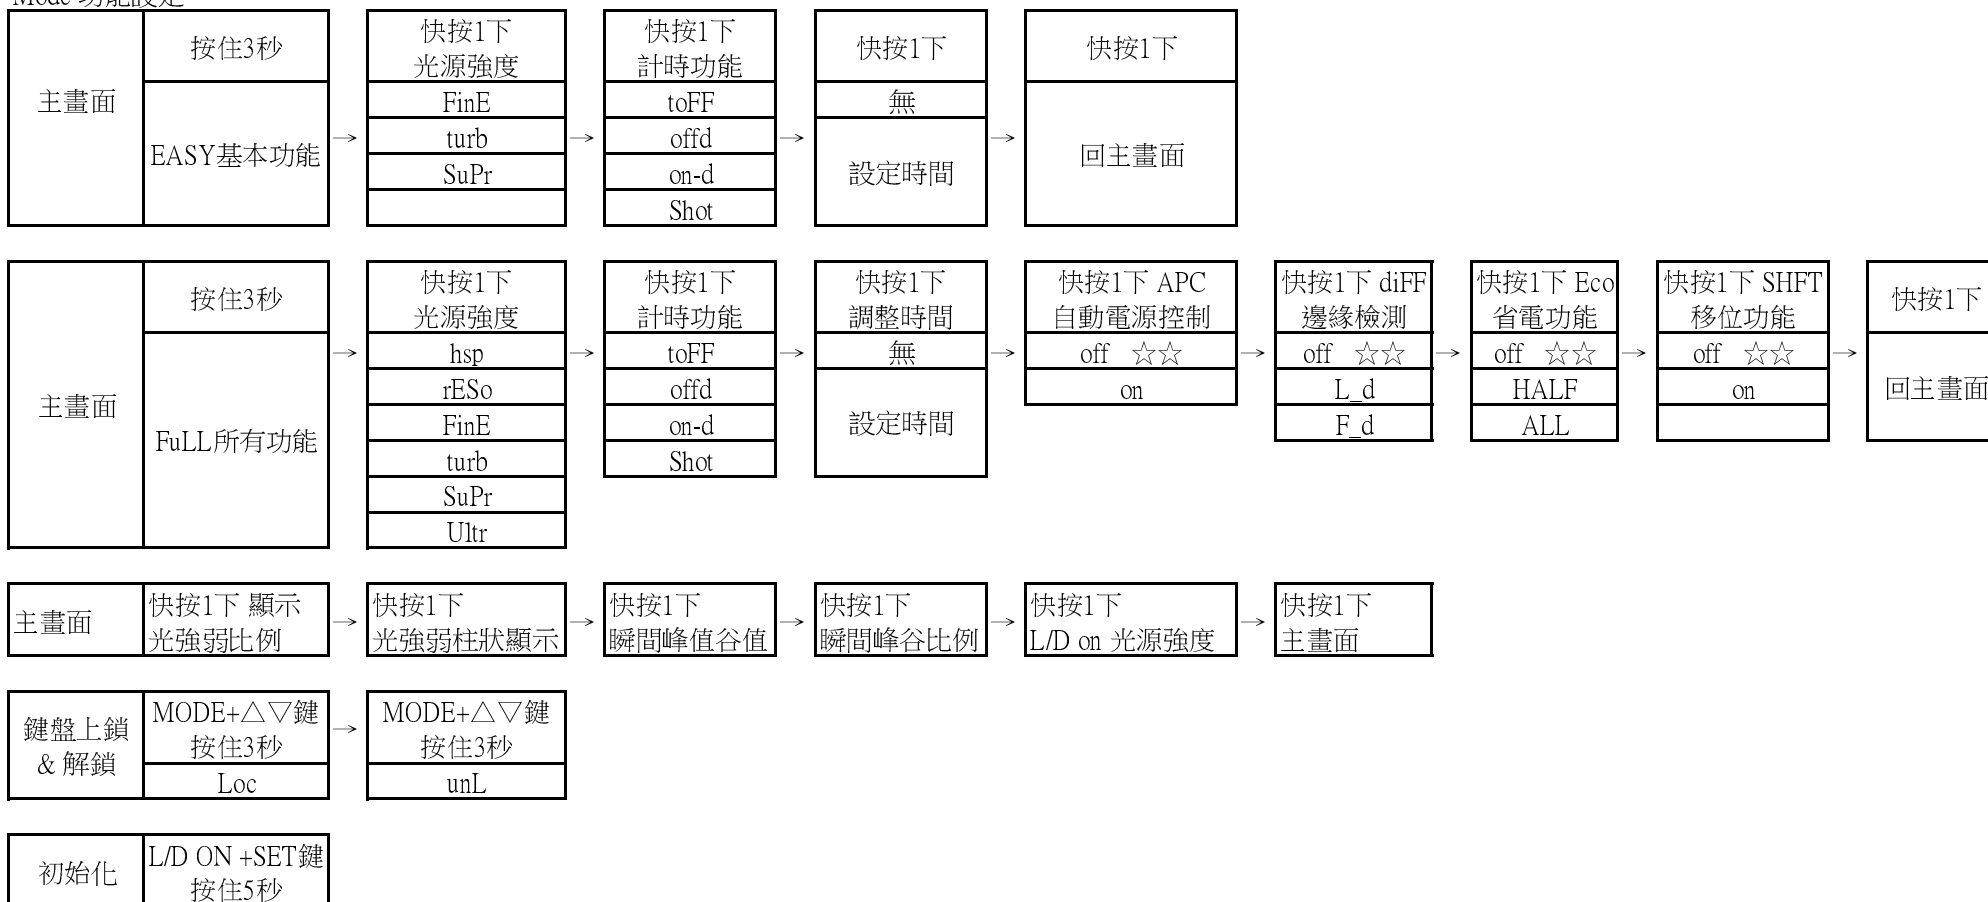 Mode 功能設定
主畫面
按住3秒
EASY基本功能
→
快按1下
光源強度
FinE
turb
SuPr
→
快按1下
計時功能
toFF
offd
on-d
Shot
→
快按1下
無
設定時間
→
快按1下
回主畫面
主畫面
按住3秒
FuLL所有功能
→
快按1下
光源強度
hsp
rESo
FinE
turb
SuPr
Ultr
→
快按1下
計時功能
toFF
offd
on-d
Shot
→
快按1下
調整時間
無
設定時間
→
快按1下 APC
自動電源控制
off ☆☆
on
→
快按1下 diFF
邊緣檢測
off ☆☆
L_d
F_d
→
快按1下 Eco
省電功能
off ☆☆
HALF
ALL
→
快按1下 SHFT
移位功能
off ☆☆
on
→
快按1下
回主畫面
主畫面
快按1下 顯示
光強弱比例
→
快按1下
光強弱柱狀顯示
→
快按1下
瞬間峰值谷值
→
快按1下
瞬間峰谷比例
→
快按1下
L/D on 光源強度
→
快按1下
主畫面
鍵盤上鎖
& 解鎖
MODE+△▽鍵
按住3秒
Loc
→
MODE+△▽鍵
按住3秒
unL
初始化
L/D ON +SET鍵
按住5秒